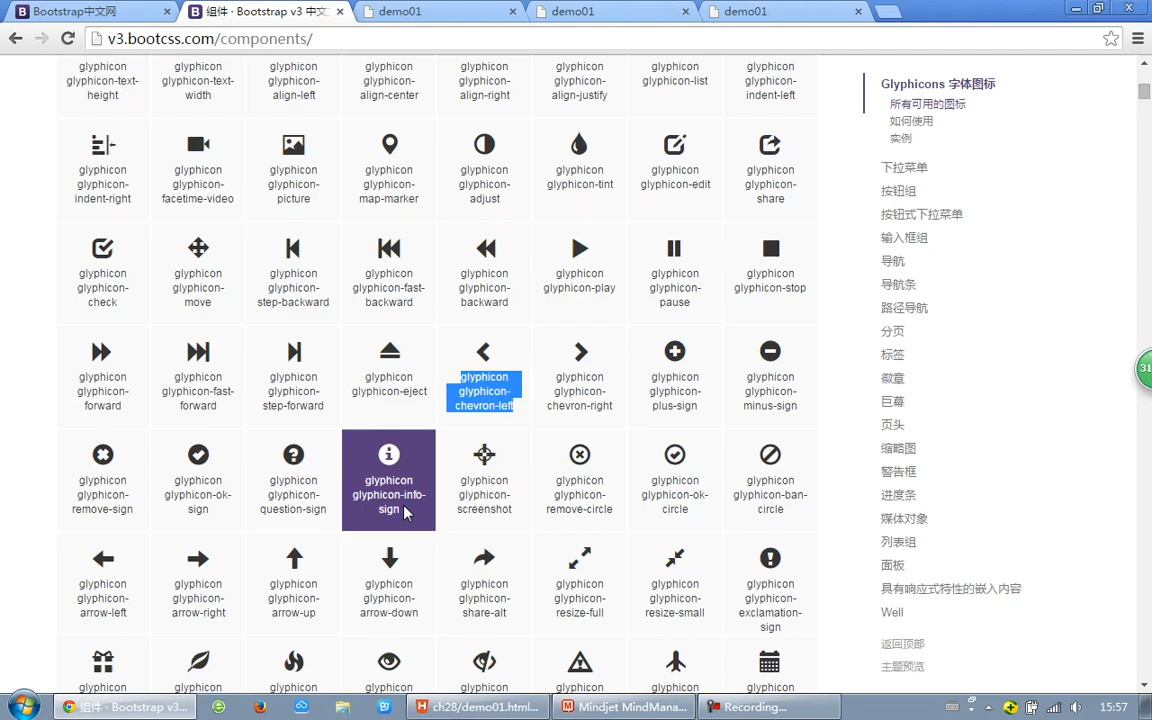 Bootstrap中文网
组件 · Bootstrap v3 中文
demo01
demo01
demo01
v3.bootcss.com/components/
glyphicon glyphicon-text-height
glyphicon glyphicon-text-width
glyphicon glyphicon-align-left
glyphicon glyphicon-align-center
glyphicon glyphicon-align-right
glyphicon glyphicon-align-justify
glyphicon glyphicon-list
glyphicon glyphicon-indent-left
glyphicon glyphicon-indent-right
glyphicon glyphicon-facetime-video
glyphicon glyphicon-picture
glyphicon glyphicon-map-marker
glyphicon glyphicon-adjust
glyphicon glyphicon-tint
glyphicon glyphicon-edit
glyphicon glyphicon-share
glyphicon glyphicon-check
glyphicon glyphicon-move
glyphicon glyphicon-step-backward
glyphicon glyphicon-fast-backward
glyphicon glyphicon-backward
glyphicon glyphicon-play
glyphicon glyphicon-pause
glyphicon glyphicon-stop
glyphicon glyphicon-forward
glyphicon glyphicon-fast-forward
glyphicon glyphicon-step-forward
glyphicon glyphicon-eject
glyphicon glyphicon-chevron-left
glyphicon glyphicon-chevron-right
glyphicon glyphicon-plus-sign
glyphicon glyphicon-minus-sign
glyphicon glyphicon-remove-sign
glyphicon glyphicon-ok-sign
glyphicon glyphicon-question-sign
glyphicon glyphicon-info-sign
glyphicon glyphicon-screenshot
glyphicon glyphicon-remove-circle
glyphicon glyphicon-ok-circle
glyphicon glyphicon-ban-circle
glyphicon glyphicon-arrow-left
glyphicon glyphicon-arrow-right
glyphicon glyphicon-arrow-up
glyphicon glyphicon-arrow-down
glyphicon glyphicon-share-alt
glyphicon glyphicon-resize-full
glyphicon glyphicon-resize-small
glyphicon glyphicon-exclamation-sign
glyphicon
glyphicon
glyphicon
glyphicon
glyphicon
glyphicon
glyphicon
glyphicon
Glyphicons 字体图标
所有可用的图标
如何使用
实例
下拉菜单
按钮组
按钮式下拉菜单
输入框组
导航
导航条
路径导航
分页
标签
徽章
巨幕
页头
缩略图
警告框
进度条
媒体对象
列表组
面板
具有响应式特性的嵌入内容
Well
返回顶部
主题预览
31
组件 · Bootstrap v3...
ch28/demo01.html...
Mindjet MindMana...
Recording...
15:57